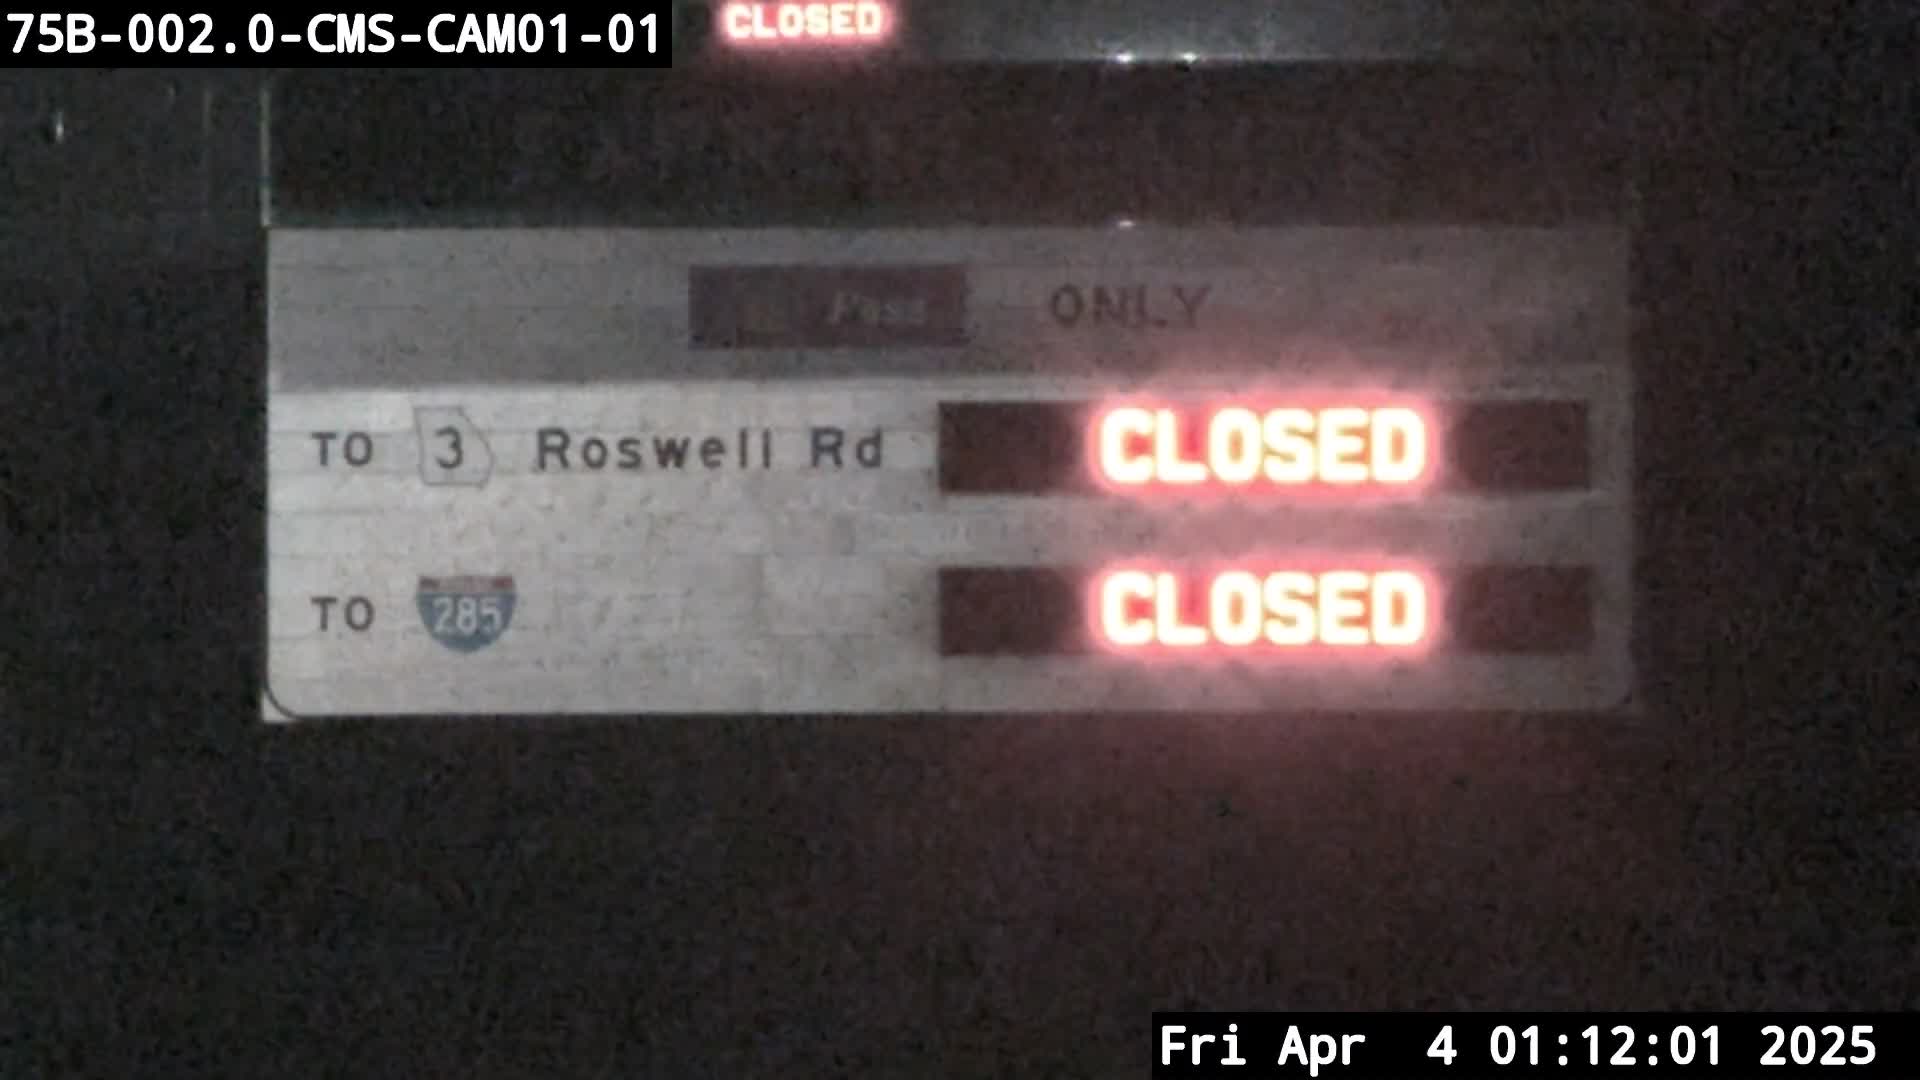 75B-002.0-CMS-CAM01-01
CLOSED
Pass ONLY
TO 3 Roswell Rd CLOSED
TO 285 CLOSED
Fri Apr 4 01:12:01 2025